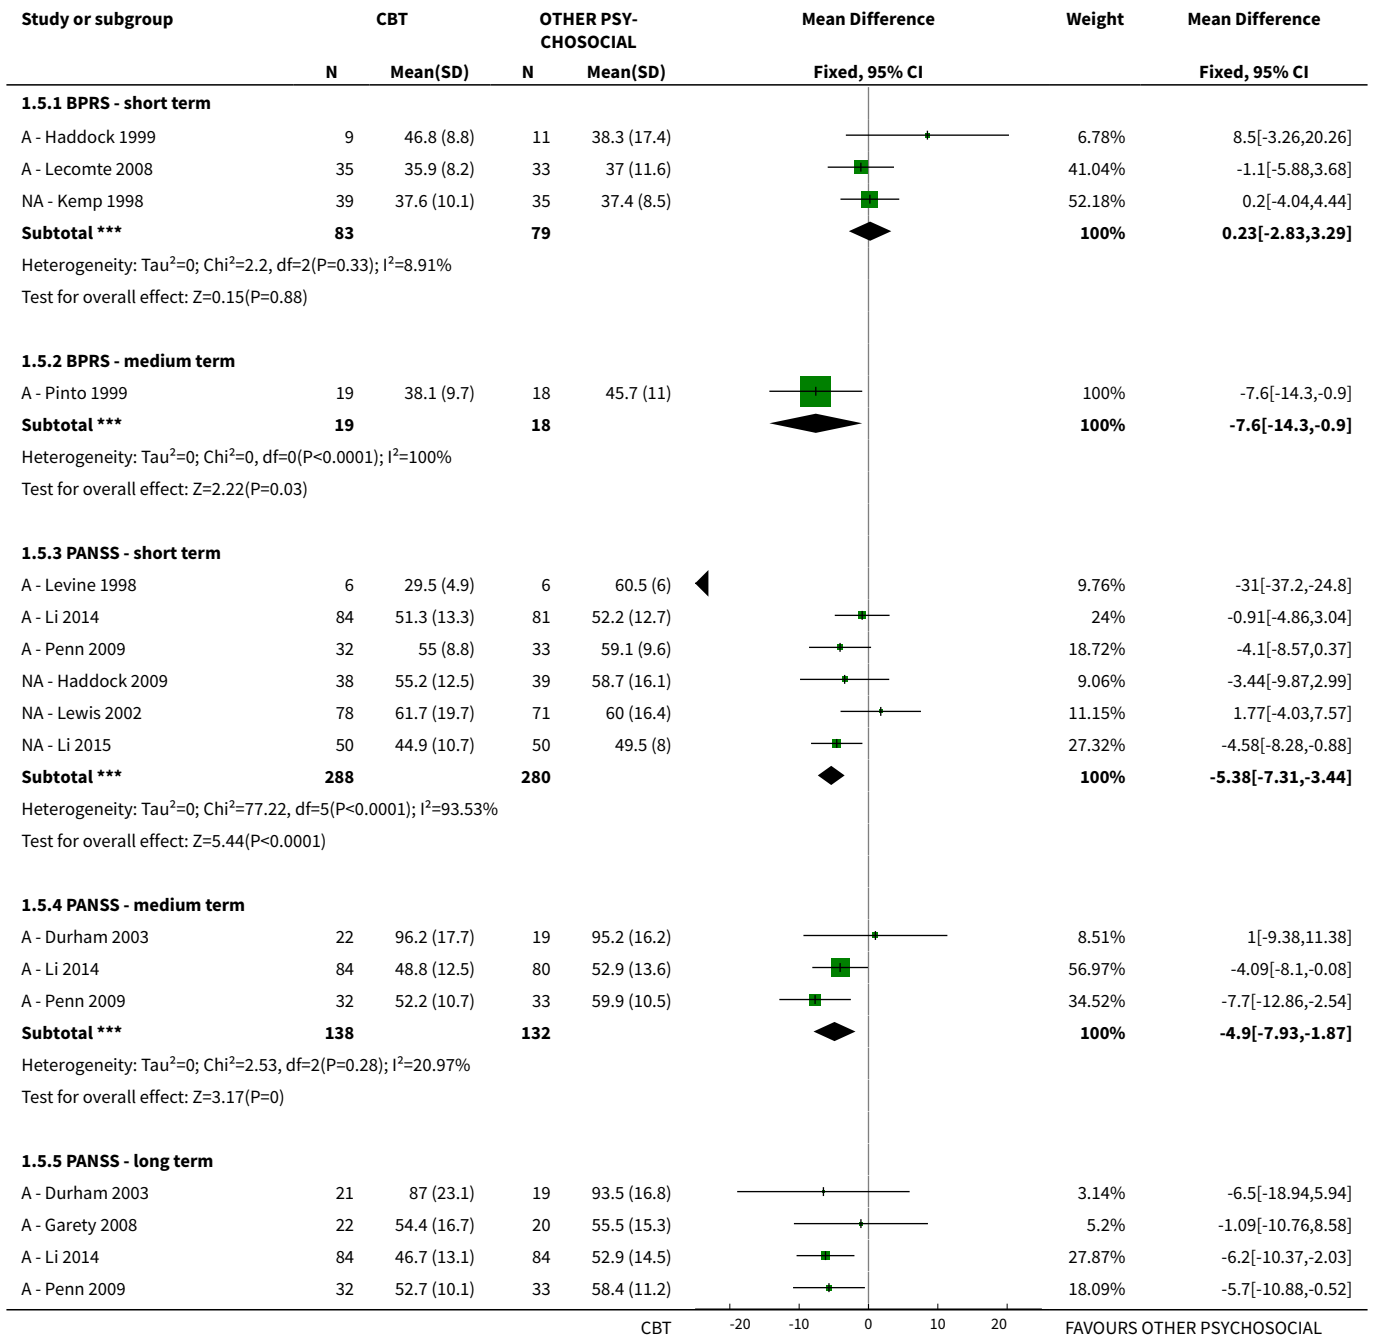 Study or subgroup CBT OTHER PSY- Mean Difference Weight Mean Difference
CHOSOCIAL
N Mean(SD) N Mean(SD) Fixed, 95% CI Fixed, 95% CI
1.5.1 BPRS - short term
A - Haddock 1999 9 46.8 (8.8) 11 38.3 (17.4) 6.78% 8.5[-3.26,20.26]
A - Lecomte 2008 35 35.9 (8.2) 33 37 (11.6) 41.04% -1.1[-5.88,3.68]
NA - Kemp 1998 39 37.6 (10.1) 35 37.4 (8.5) 52.18% 0.2[-4.04,4.44]
Subtotal *** 83 79 100% 0.23[-2.83,3.29]
Heterogeneity: Tau²=0; Chi²=2.2, df=2(P=0.33); I²=8.91%
Test for overall effect: Z=0.15(P=0.88)
1.5.2 BPRS - medium term
A - Pinto 1999 19 38.1 (9.7) 18 45.7 (11) 100% -7.6[-14.3,-0.9]
Subtotal *** 19 18 100% -7.6[-14.3,-0.9]
Heterogeneity: Tau²=0; Chi²=0, df=0(P<0.0001); I²=100%
Test for overall effect: Z=2.22(P=0.03)
1.5.3 PANSS - short term
A - Levine 1998 6 29.5 (4.9) 6 60.5 (6) 9.76% -31[-37.2,-24.8]
A - Li 2014 84 51.3 (13.3) 81 52.2 (12.7) 24% -0.91[-4.86,3.04]
A - Penn 2009 32 55 (8.8) 33 59.1 (9.6) 18.72% -4.1[-8.57,0.37]
NA - Haddock 2009 38 55.2 (12.5) 39 58.7 (16.1) 9.06% -3.44[-9.87,2.99]
NA - Lewis 2002 78 61.7 (19.7) 71 60 (16.4) 11.15% 1.77[-4.03,7.57]
NA - Li 2015 50 44.9 (10.7) 50 49.5 (8) 27.32% -4.58[-8.28,-0.88]
Subtotal *** 288 280 100% -5.38[-7.31,-3.44]
Heterogeneity: Tau²=0; Chi²=77.22, df=5(P<0.0001); I²=93.53%
Test for overall effect: Z=5.44(P<0.0001)
1.5.4 PANSS - medium term
A - Durham 2003 22 96.2 (17.7) 19 95.2 (16.2) 8.51% 1[-9.38,11.38]
A - Li 2014 84 48.8 (12.5) 80 52.9 (13.6) 56.97% -4.09[-8.1,-0.08]
A - Penn 2009 32 52.2 (10.7) 33 59.9 (10.5) 34.52% -7.7[-12.86,-2.54]
Subtotal *** 138 132 100% -4.9[-7.93,-1.87]
Heterogeneity: Tau²=0; Chi²=2.53, df=2(P=0.28); I²=20.97%
Test for overall effect: Z=3.17(P=0)
1.5.5 PANSS - long term
A - Durham 2003 21 87 (23.1) 19 93.5 (16.8) 3.14% -6.5[-18.94,5.94]
A - Garety 2008 22 54.4 (16.7) 20 55.5 (15.3) 5.2% -1.09[-10.76,8.58]
A - Li 2014 84 46.7 (13.1) 84 52.9 (14.5) 27.87% -6.2[-10.37,-2.03]
A - Penn 2009 32 52.7 (10.1) 33 58.4 (11.2) 18.09% -5.7[-10.88,-0.52]
CBT -20 -10 0 10 20 FAVOURS OTHER PSYCHOSOCIAL